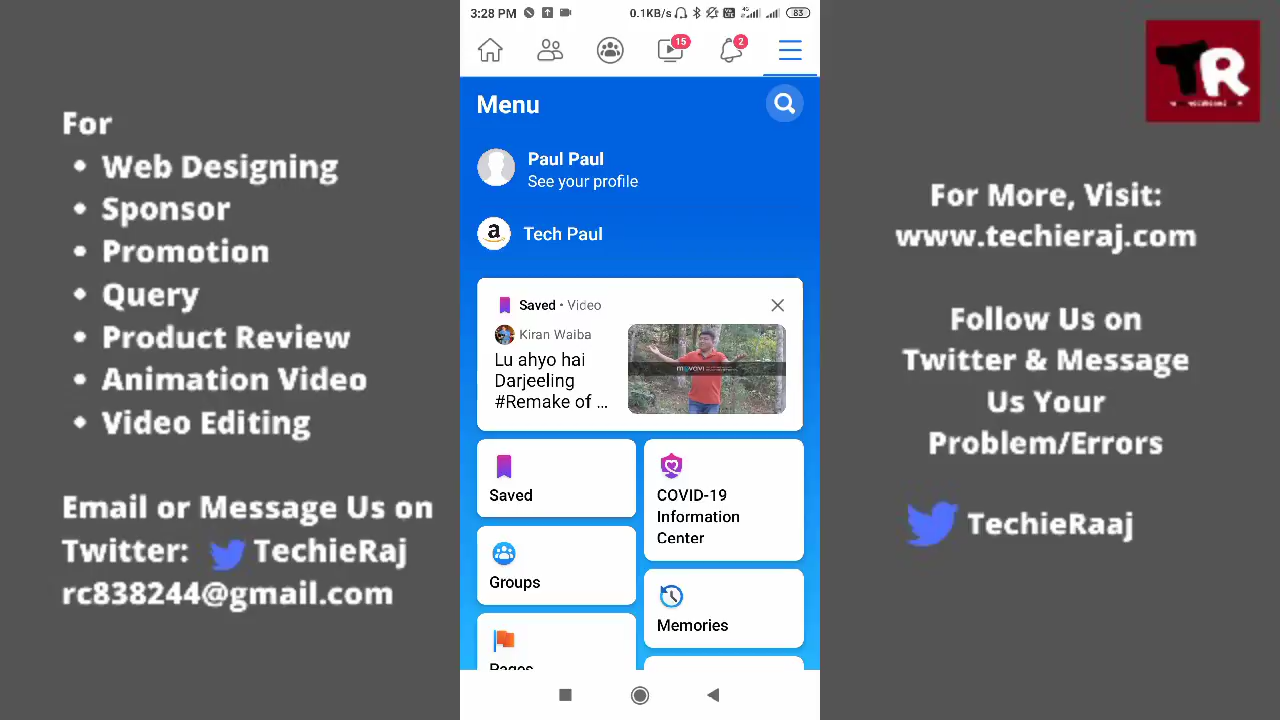 For
• Web Designing
• Sponsor
• Promotion
• Query
• Product Review
• Animation Video
• Video Editing
Email or Message Us on
Twitter: TechieRaj
rc838244@gmail.com
3:28 PM 0.1KB/s 4G 83
15 2
Menu
Paul Paul
See your profile
a Tech Paul
Saved • Video
Kiran Waiba
Lu ahyo hai
Darjeeling
#Remake of ...
movavi
Saved
COVID-19
Information
Center
Groups
Memories
Pages
TR
For More, Visit:
www.techieraj.com
Follow Us on
Twitter & Message
Us Your
Problem/Errors
TechieRaaj